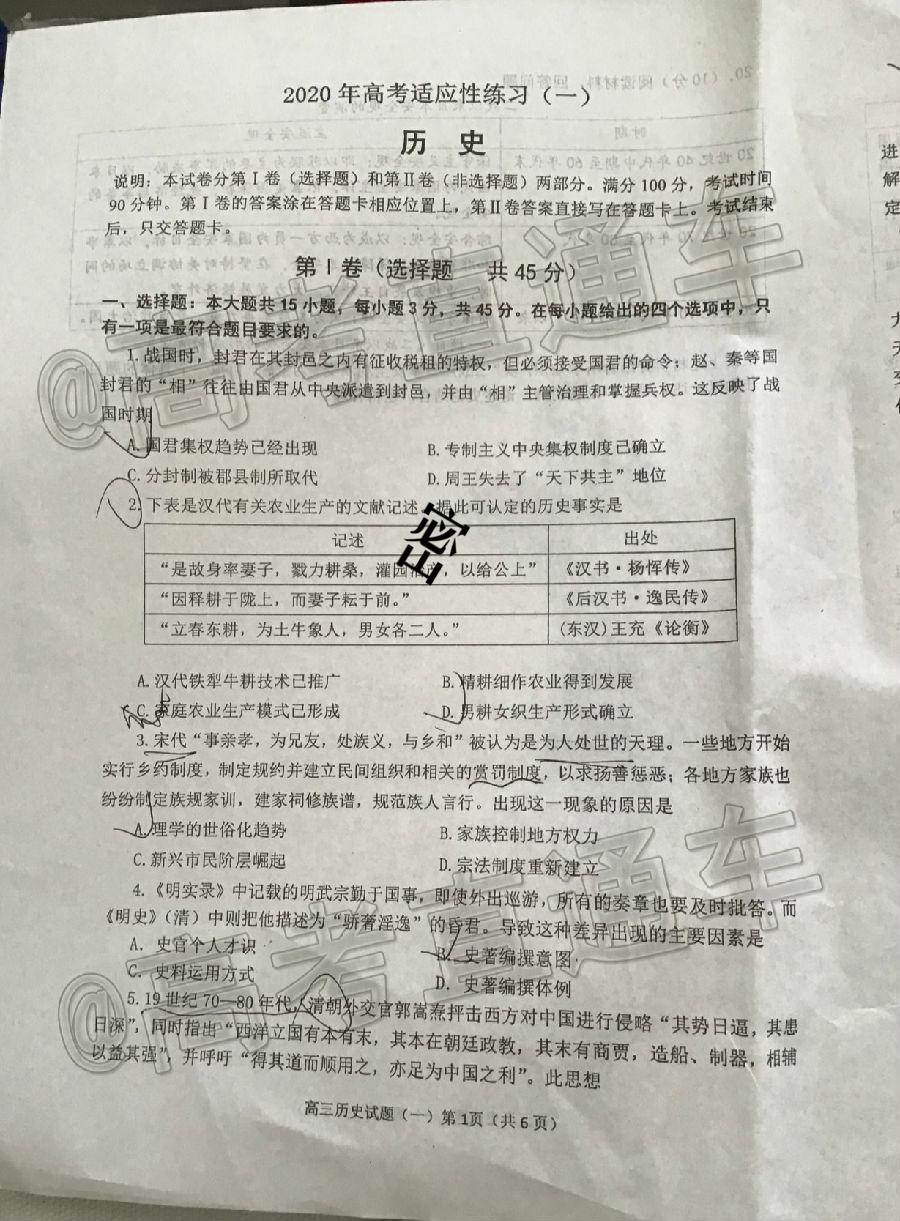 2020年高考适应性练习（一）
历 史
说明：本试卷分第Ⅰ卷（选择题）和第Ⅱ卷（非选择题）两部分。满分100分，考试时间
90分钟。第Ⅰ卷的答案涂在答题卡相应位置上，第Ⅱ卷答案直接写在答题卡上。考试结束
后，只交答题卡。
第Ⅰ卷（选择题 共45分）
一、选择题：本大题共15小题，每小题3分，共45分。在每小题给出的四个选项中，只
有一项是最符合题目要求的。
1.战国时，封君在其封邑之内有征收税租的特权，但必须接受国君的命令；赵、秦等国
封君的“相”往往由国君从中央派遣到封邑，并由“相”主管治理和掌握兵权。这反映了战
国时期
A.国君集权趋势已经出现 B.专制主义中央集权制度已确立
C.分封制被郡县制所取代 D.周王失去了“天下共主”地位
2.下表是汉代有关农业生产的文献记述，据此可认定的历史事实是
记述 出处
“是故身率妻子，戮力耕桑，灌园治产，以给公上” 《汉书·杨恽传》
“因释耕于陇上，而妻子耘于前。” 《后汉书·逸民传》
“立春东耕，为土牛象人，男女各二人。” （东汉）王充《论衡》
密
A.汉代铁犁牛耕技术已推广 B.精耕细作农业得到发展
C.家庭农业生产模式已形成 D.男耕女织生产形式确立
3.宋代“事亲孝，为兄友，处族义，与乡和”被认为是为人处世的天理。一些地方开始
实行乡约制度，制定规约并建立民间组织和相关的赏罚制度，以求扬善惩恶；各地方家族也
纷纷制定族规家训，建家祠修族谱，规范族人言行。出现这一现象的原因是
A.理学的世俗化趋势 B.家族控制地方权力
C.新兴市民阶层崛起 D.宗法制度重新建立
4.《明实录》中记载的明武宗勤于国事，即使外出巡游，所有的奏章也要及时批答。而
《明史》（清）中则把他描述为“骄奢淫逸”的昏君。导致这种差异出现的主要因素是
A．史官个人才识 B．史著编撰意图
C．史料运用方式 D．史著编撰体例
5.19世纪70—80年代，清朝外交官郭嵩焘抨击西方对中国进行侵略“其势日逼，其患
日深”，同时指出“西洋立国有本有末，其本在朝廷政教，其末有商贾，造船、制器，相辅
以益其强”，并呼吁“得其道而顺用之，亦足为中国之利”。此思想
高三历史试题（一）第1页（共6页）
@高考直通车
@高考直通车
进
解
定